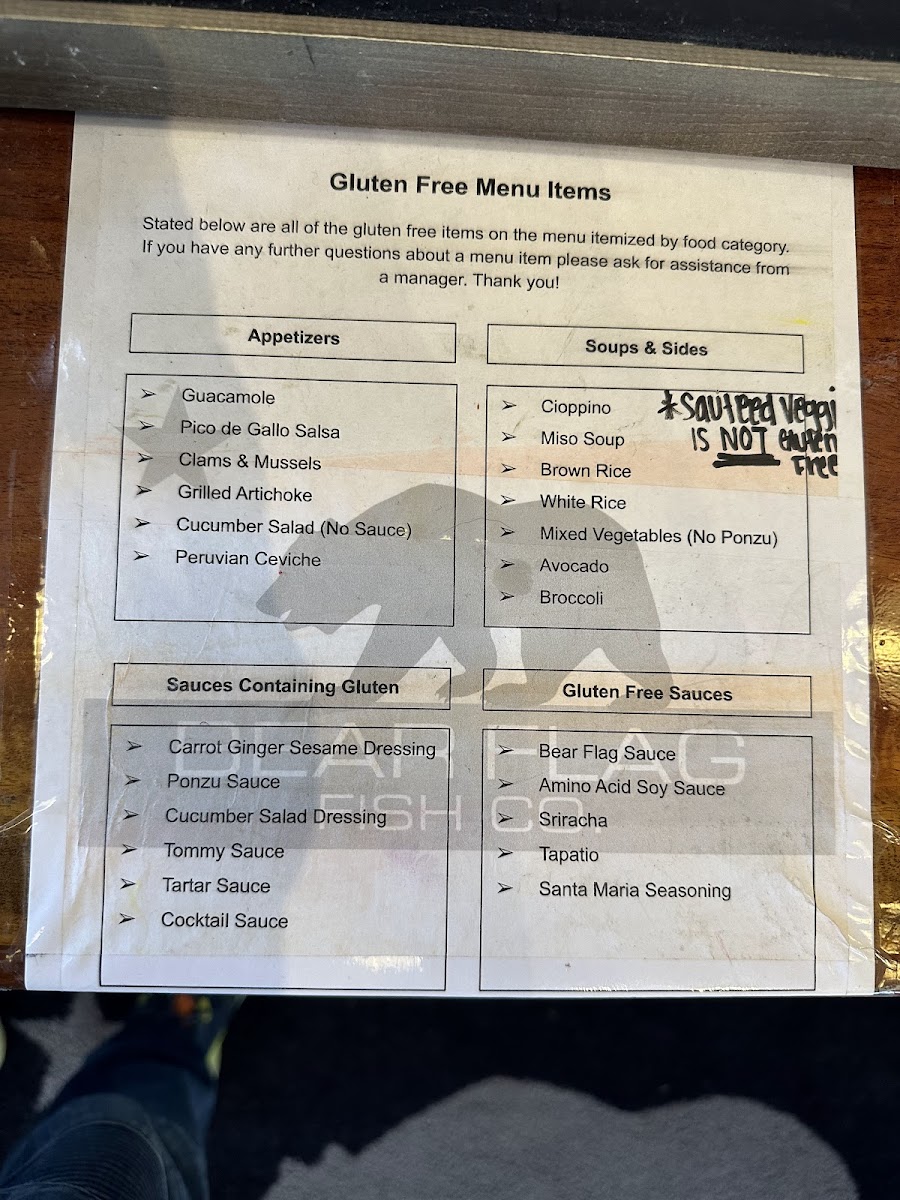 Gluten Free Menu Items
Stated below are all of the gluten free items on the menu itemized by food category.
If you have any further questions about a menu item please ask for assistance from
a manager. Thank you!
Appetizers
➢ Guacamole
➢ Pico de Gallo Salsa
➢ Clams & Mussels
➢ Grilled Artichoke
➢ Cucumber Salad (No Sauce)
➢ Peruvian Ceviche
Soups & Sides
➢ Cioppino
➢ Miso Soup
➢ Brown Rice
➢ White Rice
➢ Mixed Vegetables (No Ponzu)
➢ Avocado
➢ Broccoli
*Sauteed Veggi
IS NOT Gluten
Free
Sauces Containing Gluten
➢ Carrot Ginger Sesame Dressing
➢ Ponzu Sauce
➢ Cucumber Salad Dressing
➢ Tommy Sauce
➢ Tartar Sauce
➢ Cocktail Sauce
Gluten Free Sauces
➢ Bear Flag Sauce
➢ Amino Acid Soy Sauce
➢ Sriracha
➢ Tapatio
➢ Santa Maria Seasoning
BEAR FLAG
FISH CO.